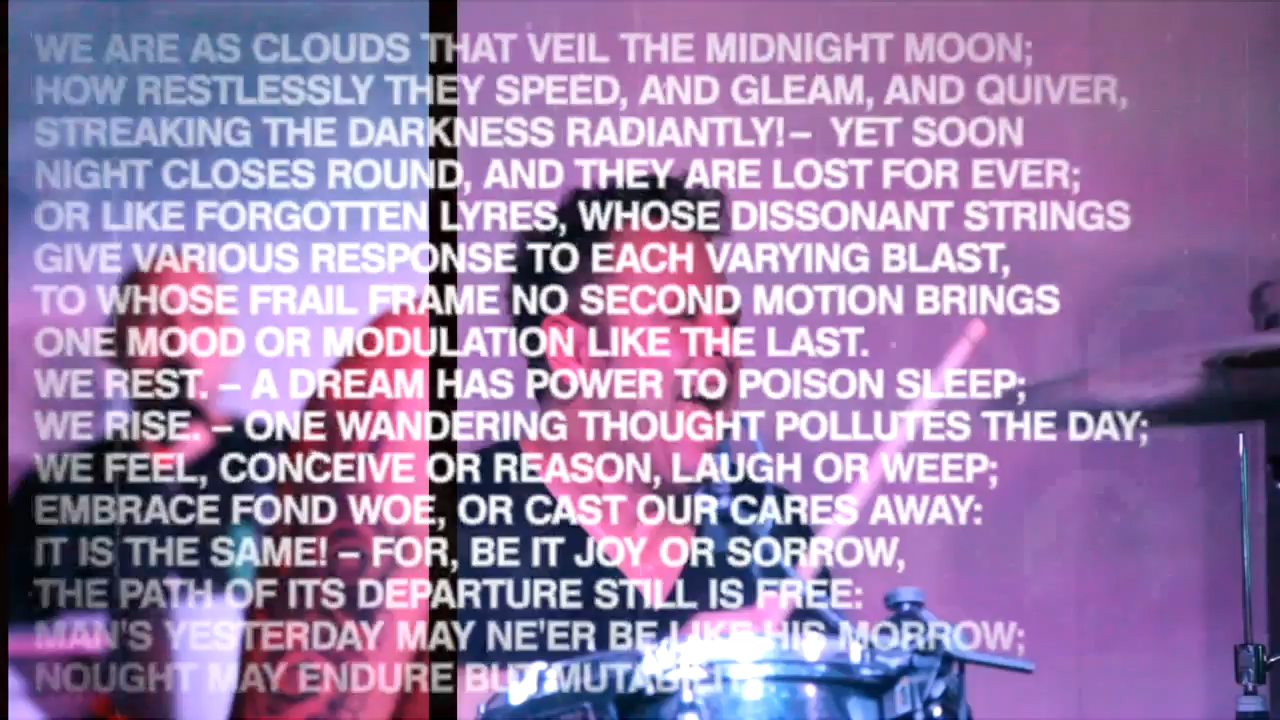 WE ARE AS CLOUDS THAT VEIL THE MIDNIGHT MOON;
HOW RESTLESSLY THEY SPEED, AND GLEAM, AND QUIVER,
STREAKING THE DARKNESS RADIANTLY!– YET SOON
NIGHT CLOSES ROUND, AND THEY ARE LOST FOR EVER;
OR LIKE FORGOTTEN LYRES, WHOSE DISSONANT STRINGS
GIVE VARIOUS RESPONSE TO EACH VARYING BLAST,
TO WHOSE FRAIL FRAME NO SECOND MOTION BRINGS
ONE MOOD OR MODULATION LIKE THE LAST.
WE REST. – A DREAM HAS POWER TO POISON SLEEP;
WE RISE. – ONE WANDERING THOUGHT POLLUTES THE DAY;
WE FEEL, CONCEIVE OR REASON, LAUGH OR WEEP;
EMBRACE FOND WOE, OR CAST OUR CARES AWAY:
IT IS THE SAME! – FOR, BE IT JOY OR SORROW,
THE PATH OF ITS DEPARTURE STILL IS FREE:
MAN'S YESTERDAY MAY NE'ER BE LIKE HIS MORROW;
NOUGHT MAY ENDURE BUT MUTABILITY